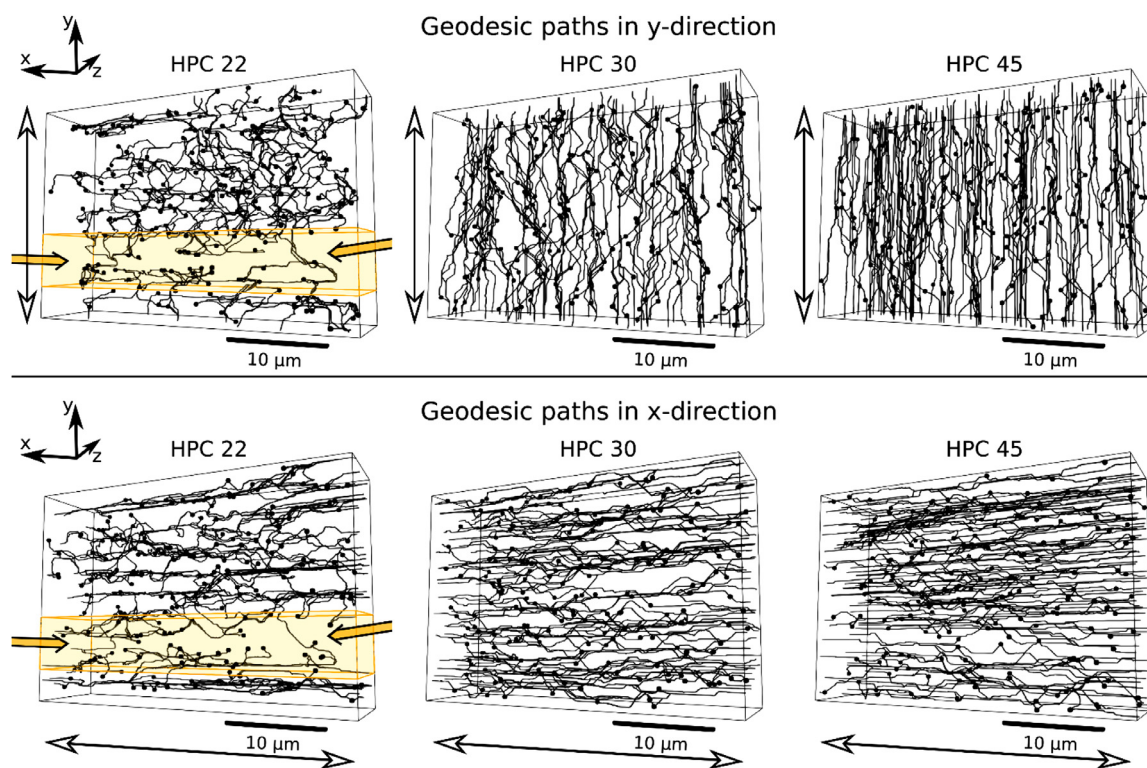 Geodesic paths in y-direction
y
x
z
HPC 22
HPC 30
HPC 45
10 µm
10 µm
10 µm
Geodesic paths in x-direction
y
x
z
HPC 22
HPC 30
HPC 45
10 µm
10 µm
10 µm